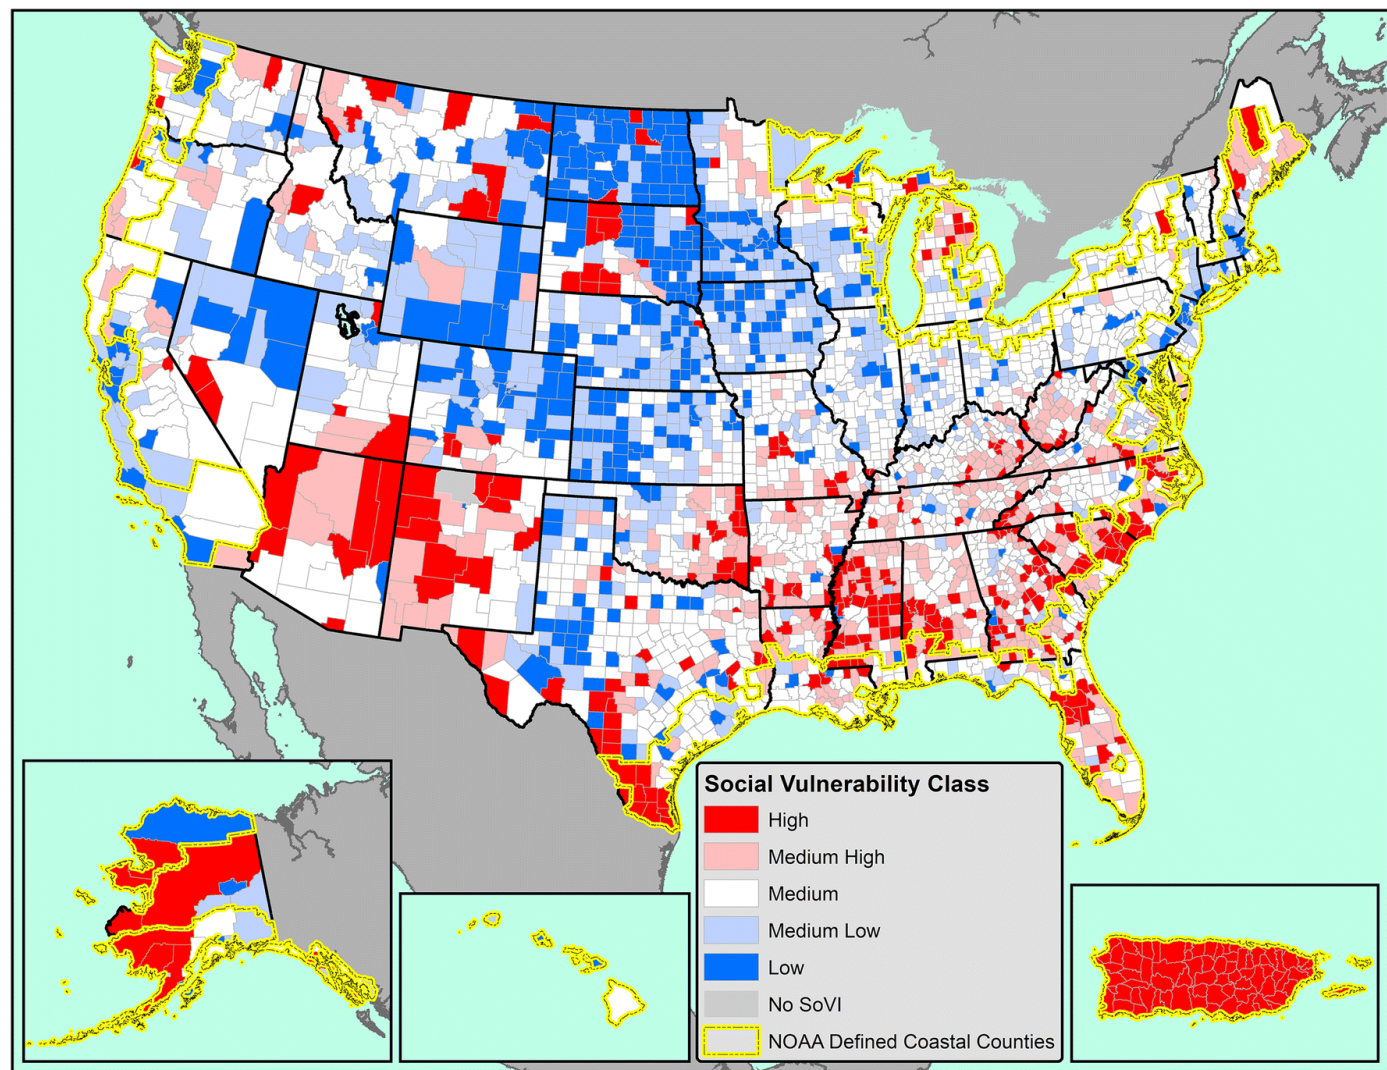 Social Vulnerability Class
High
Medium High
Medium
Medium Low
Low
No SoVI
NOAA Defined Coastal Counties